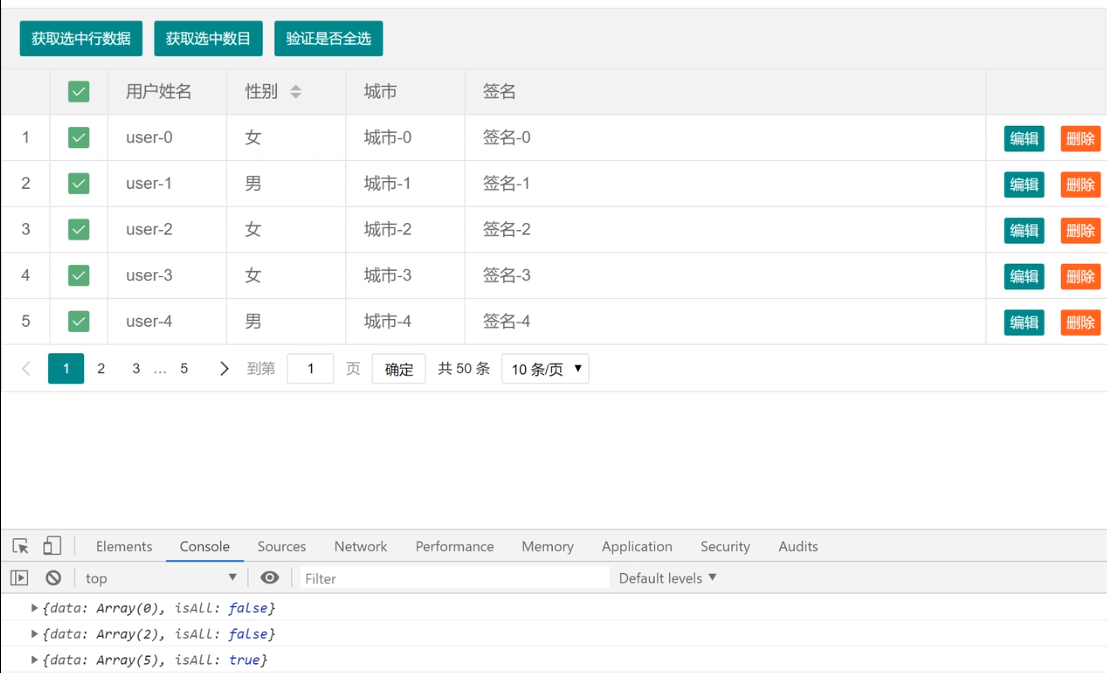 获取选中行数据 获取选中数目 验证是否全选
用户姓名 性别 城市 签名
1 user-0 女 城市-0 签名-0 编辑 删除
2 user-1 男 城市-1 签名-1 编辑 删除
3 user-2 女 城市-2 签名-2 编辑 删除
4 user-3 女 城市-3 签名-3 编辑 删除
5 user-4 男 城市-4 签名-4 编辑 删除
1 2 3 … 5 到第 1 页 确定 共 50 条 10 条/页
Elements Console Sources Network Performance Memory Application Security Audits
top Filter Default levels
{data: Array(0), isAll: false}
{data: Array(2), isAll: false}
{data: Array(5), isAll: true}